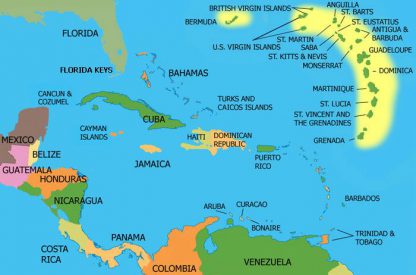 BRITISH VIRGIN ISLANDS
ANGUILLA
ST. BARTS
BERMUDA
ST. EUSTATIUS
U.S. VIRGIN ISLANDS
ST. MARTIN
ANTIGUA &
BARBUDA
SABA
ST. KITTS & NEVIS
GUADELOUPE
MONSERRAT
DOMINICA
MARTINIQUE
ST. LUCIA
ST. VINCENT AND
THE GRENADINES
GRENADA
FLORIDA
FLORIDA KEYS
BAHAMAS
CANCUN &
COZUMEL
TURKS AND
CAICOS ISLANDS
CUBA
CAYMAN
ISLANDS
HAITI
DOMINICAN
REPUBLIC
MEXICO
BELIZE
JAMAICA
PUERTO
RICO
GUATEMALA
HONDURAS
NICARAGUA
BARBADOS
ARUBA
CURACAO
BONAIRE
TRINIDAD &
TOBAGO
COSTA
RICA
PANAMA
COLOMBIA
VENEZUELA